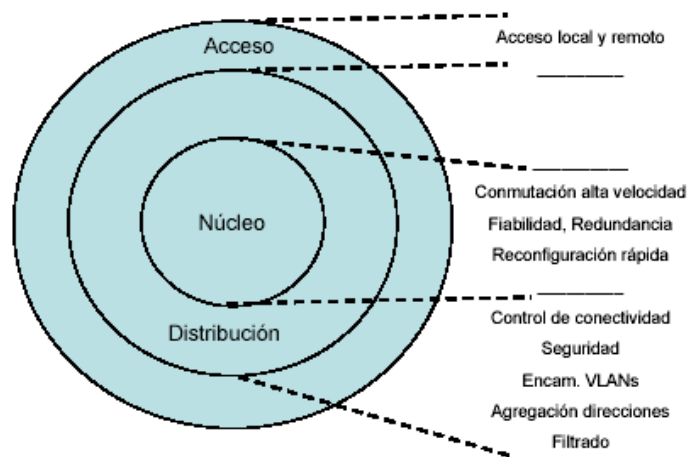 Acceso
Acceso local y remoto
Núcleo
Conmutación alta velocidad
Fiabilidad, Redundancia
Reconfiguración rápida
Distribución
Control de conectividad
Seguridad
Encam. VLANs
Agregación direcciones
Filtrado